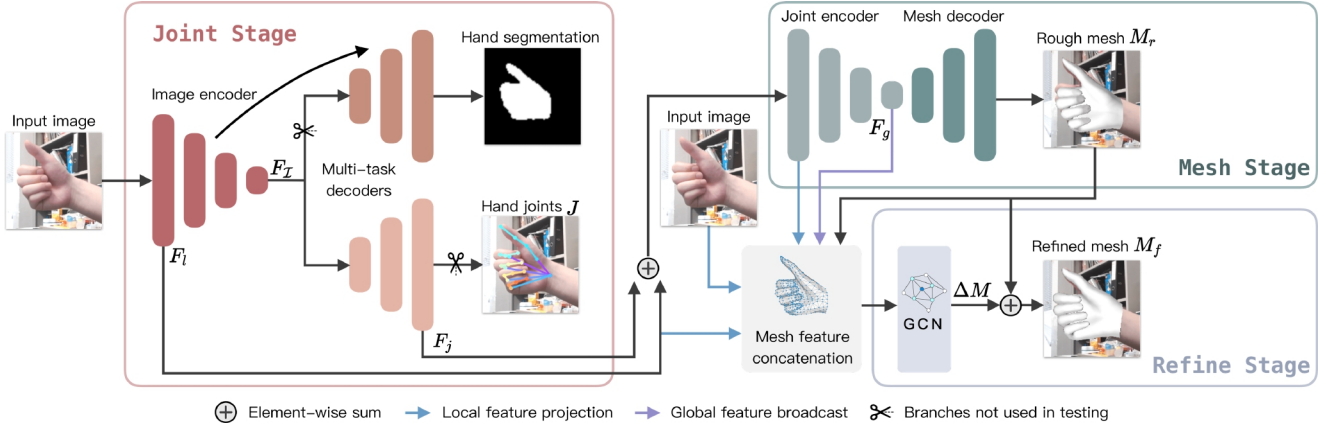 Joint Stage
Image encoder
Input image
F_I
F_l
Multi-task
decoders
Hand segmentation
Hand joints J
F_j
Input image
Joint encoder
Mesh decoder
F_g
Rough mesh M_r
Mesh Stage
Mesh feature
concatenation
GCN
ΔM
Refined mesh M_f
Refine Stage
Element-wise sum
Local feature projection
Global feature broadcast
Branches not used in testing